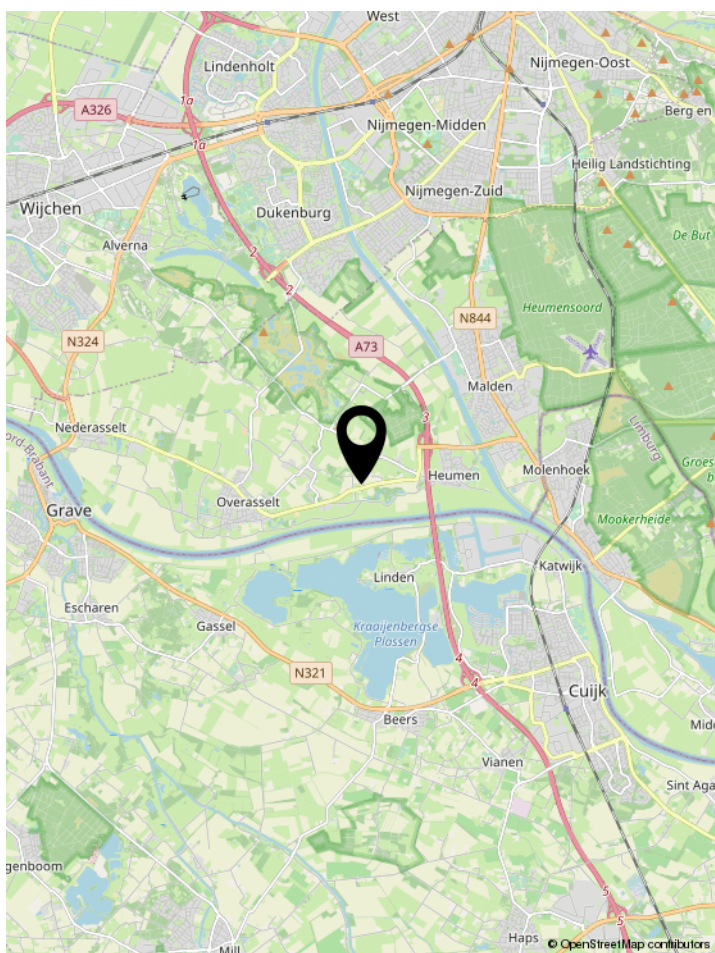 West
Lindenholt
Nijmegen-Oost
1a
A326
Berg en
Nijmegen-Midden
1a
Heilig Landstichting
Nijmegen-Zuid
Wijchen
Dukenburg
De But
Alverna
2
2
Heumensoord
N844
N324
A73
Malden
3
Limburg
Nederasselt
oord-Brabant
Groes
b
Molenhoek
Heumen
Overasselt
Grave
Mookerheide
Katwijk
Linden
Escharen
Gassel
Kraaijenbergse
Plassen
4
N321
4
Cuijk
Beers
Mid
Vianen
Sint Aga
genboom
5
5
Haps
Mill
© OpenStreetMap contributors